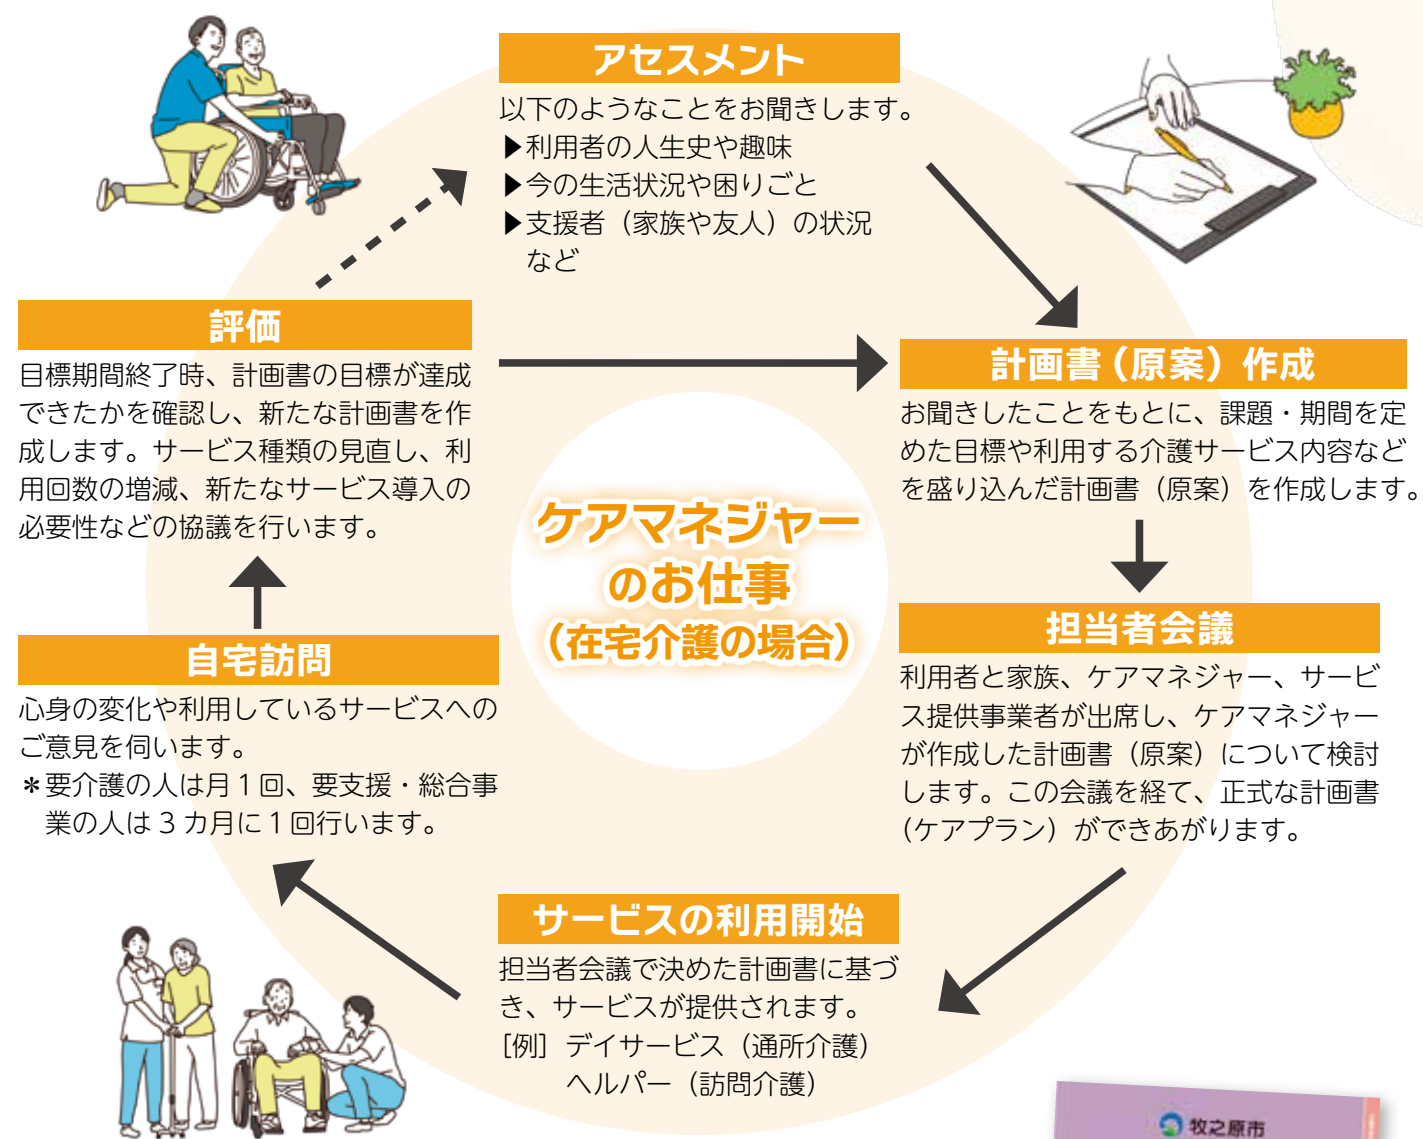 アセスメント
以下のようなことをお聞きします。
▶利用者の人生史や趣味
▶今の生活状況や困りごと
▶支援者（家族や友人）の状況
など
計画書（原案）作成
お聞きしたことをもとに、課題・期間を定
めた目標や利用する介護サービス内容など
を盛り込んだ計画書（原案）を作成します。
担当者会議
利用者と家族、ケアマネジャー、サービ
ス提供事業者が出席し、ケアマネジャー
が作成した計画書（原案）について検討
します。この会議を経て、正式な計画書
（ケアプラン）ができあがります。
サービスの利用開始
担当者会議で決めた計画書に基づ
き、サービスが提供されます。
［例］デイサービス（通所介護）
ヘルパー（訪問介護）
自宅訪問
心身の変化や利用しているサービスへの
ご意見を伺います。
＊要介護の人は月１回、要支援・総合事
業の人は３カ月に１回行います。
評価
目標期間終了時、計画書の目標が達成
できたかを確認し、新たな計画書を作
成します。サービス種類の見直し、利
用回数の増減、新たなサービス導入の
必要性などの協議を行います。
ケアマネジャー
のお仕事
（在宅介護の場合）
牧之原市